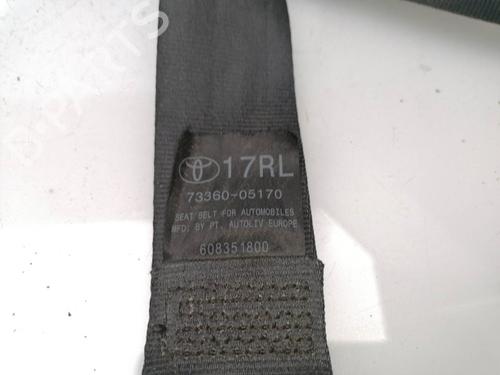 17RL
73360-05170
SEAT BELT FOR AUTOMOBILES
MFD. BY PT. AUTOLIV EUROPE
608351800